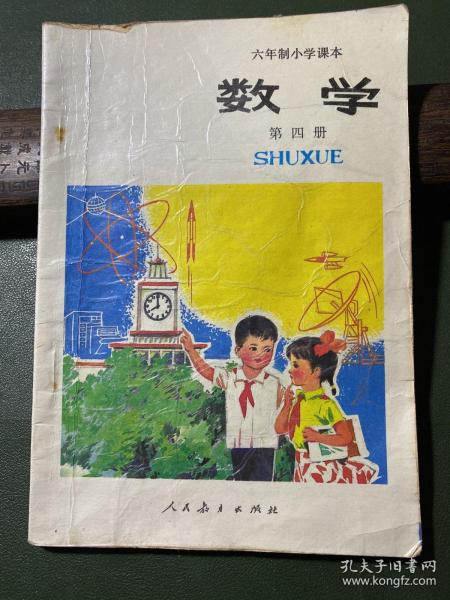 六年制小学课本
数学
第四册
SHUXUE
人民教育出版社
孔夫子旧书网
www.kongfz.com